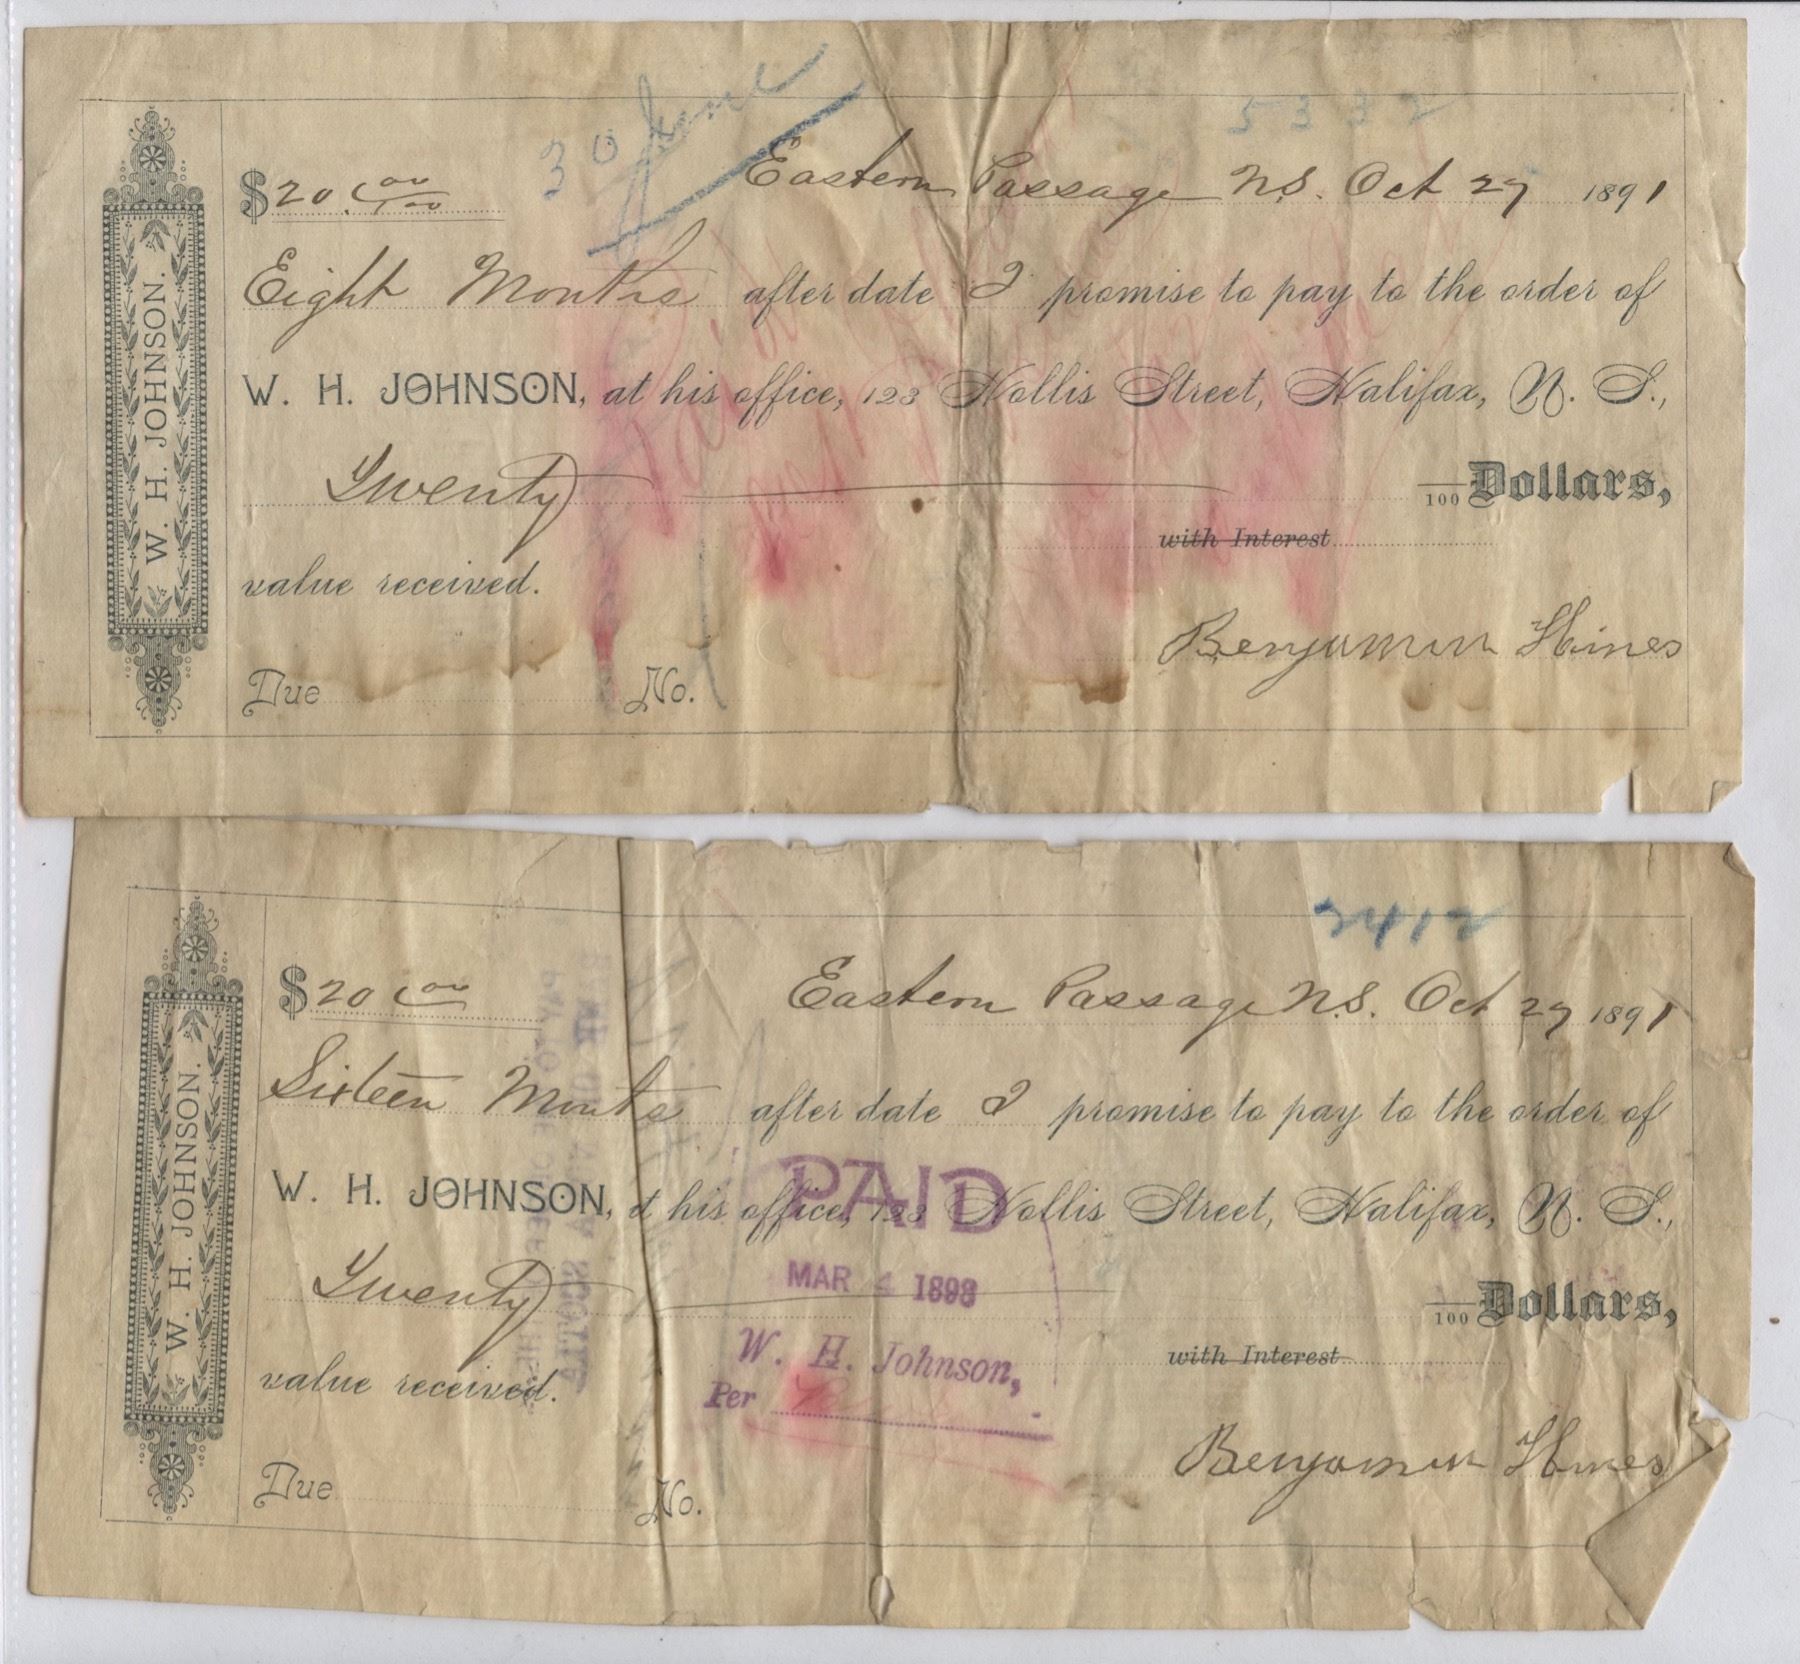 30 June
5332
W. H. JOHNSON.
$20.00/100 Eastern Passage N.S. Oct 27 1891
Eight Months after date I promise to pay to the order of
W. H. JOHNSON, at his office, 123 Hollis Street, Halifax, N. S.,
Twenty /100 Dollars,
with Interest
value received.
Benjamin Hines
Due No.
2412
W. H. JOHNSON.
$20 00 Eastern Passage N.S. Oct 27 1891
Sixteen Months after date I promise to pay to the order of
W. H. JOHNSON, at his office, 123 Hollis Street, Halifax, N. S.,
PAID
Twenty /100 Dollars,
MAR 4 1893
W. H. Johnson,
Per
with Interest
value received.
Benjamin Hines
Due No.